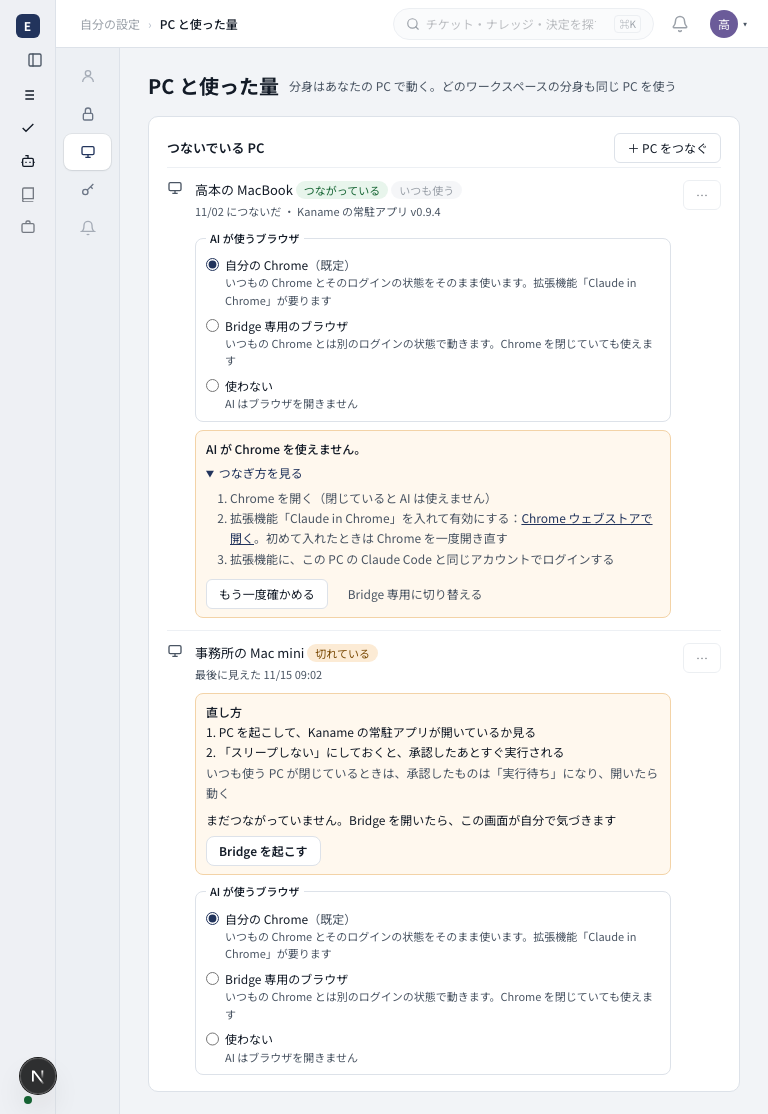 E
自分の設定 › PC と使った量
チケット・ナレッジ・決定を探す
⌘K
高
PC と使った量 分身はあなたの PC で動く。どのワークスペースの分身も同じ PC を使う
つないでいる PC
＋ PC をつなぐ
高本の MacBook つながっている いつも使う
…
11/02 につないだ ・ Kaname の常駐アプリ v0.9.4
AI が使うブラウザ
自分の Chrome（既定）
いつもの Chrome とそのログインの状態をそのまま使います。拡張機能「Claude in
Chrome」が要ります
Bridge 専用のブラウザ
いつもの Chrome とは別のログインの状態で動きます。Chrome を閉じていても使えま
す
使わない
AI はブラウザを開きません
AI が Chrome を使えません。
▼ つなぎ方を見る
1. Chrome を開く（閉じていると AI は使えません）
2. 拡張機能「Claude in Chrome」を入れて有効にする：Chrome ウェブストアで
開く。初めて入れたときは Chrome を一度開き直す
3. 拡張機能に、この PC の Claude Code と同じアカウントでログインする
もう一度確かめる
Bridge 専用に切り替える
事務所の Mac mini 切れている
…
最後に見えた 11/15 09:02
直し方
1. PC を起こして、Kaname の常駐アプリが開いているか見る
2. 「スリープしない」にしておくと、承認したあとすぐ実行される
いつも使う PC が閉じているときは、承認したものは「実行待ち」になり、開いたら
動く
まだつながっていません。Bridge を開いたら、この画面が自分で気づきます
Bridge を起こす
AI が使うブラウザ
自分の Chrome（既定）
いつもの Chrome とそのログインの状態をそのまま使います。拡張機能「Claude in
Chrome」が要ります
Bridge 専用のブラウザ
いつもの Chrome とは別のログインの状態で動きます。Chrome を閉じていても使えま
す
使わない
AI はブラウザを開きません
N